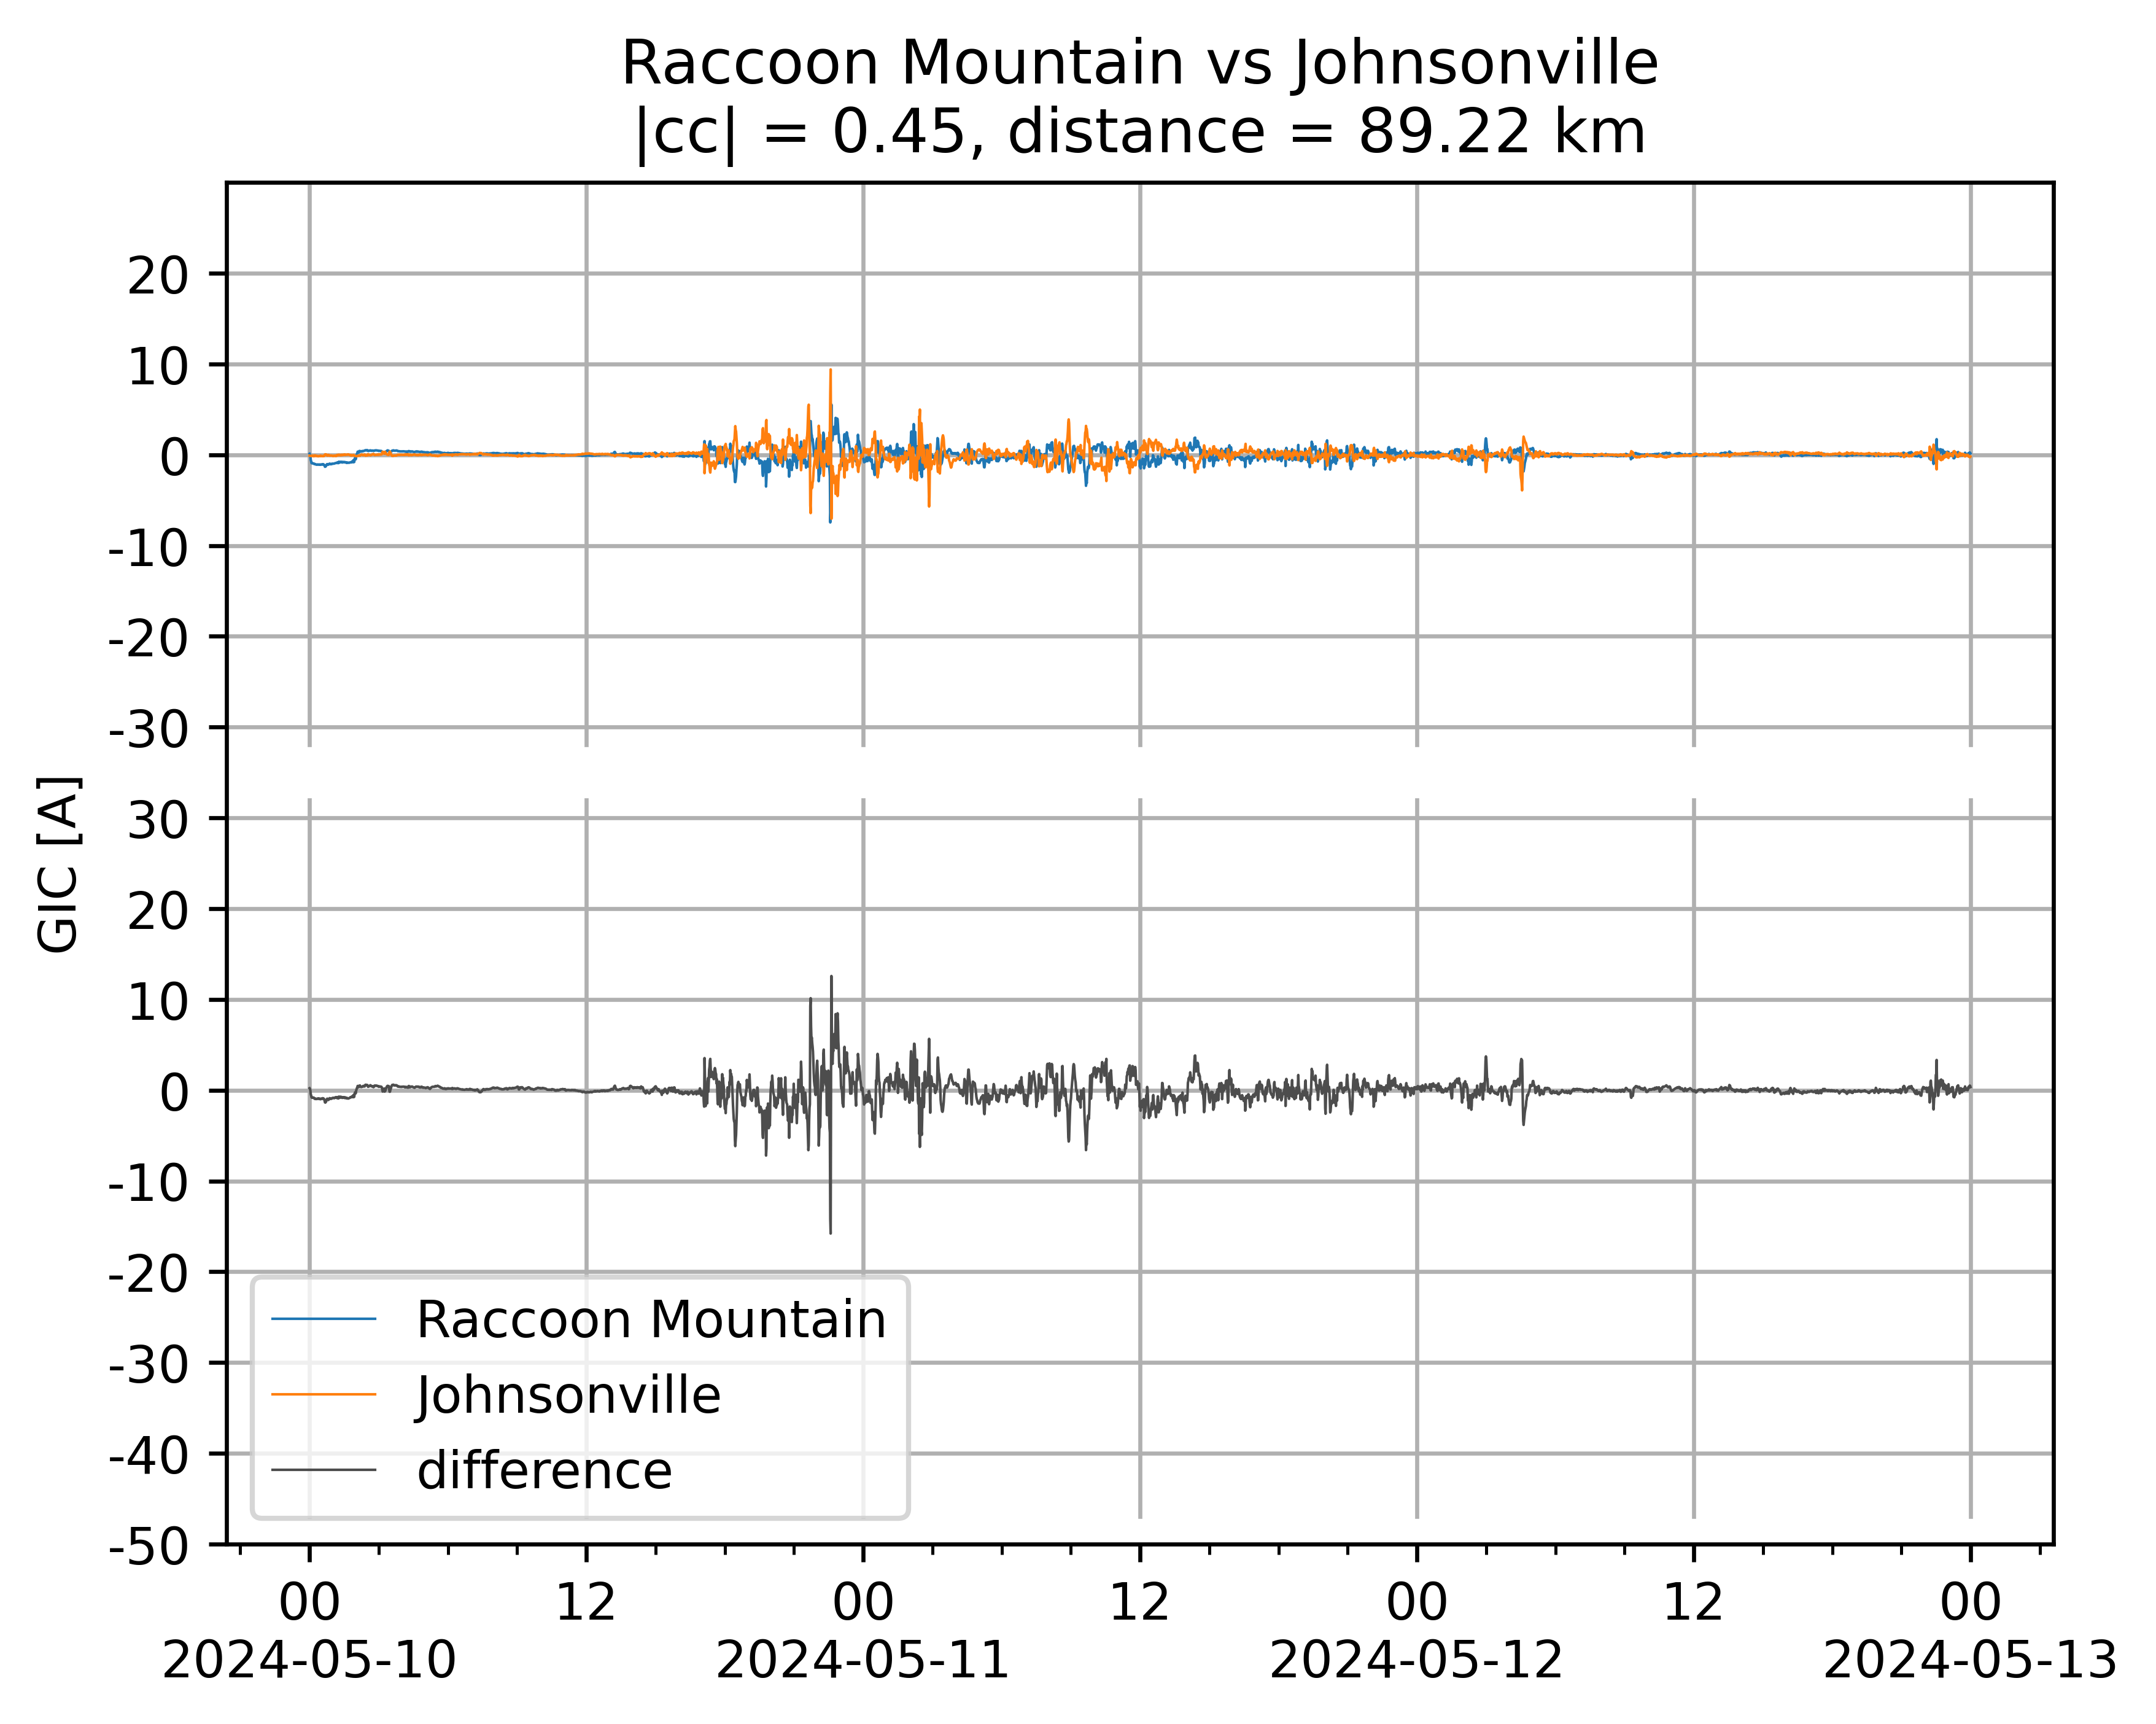 Raccoon Mountain vs Johnsonville
|cc| = 0.45, distance = 89.22 km
GIC [A]
20
10
0
-10
-20
-30
30
20
10
0
-10
-20
-30
-40
-50
Raccoon Mountain
Johnsonville
difference
00 12 00 12 00 12 00
2024-05-10 2024-05-11 2024-05-12 2024-05-13